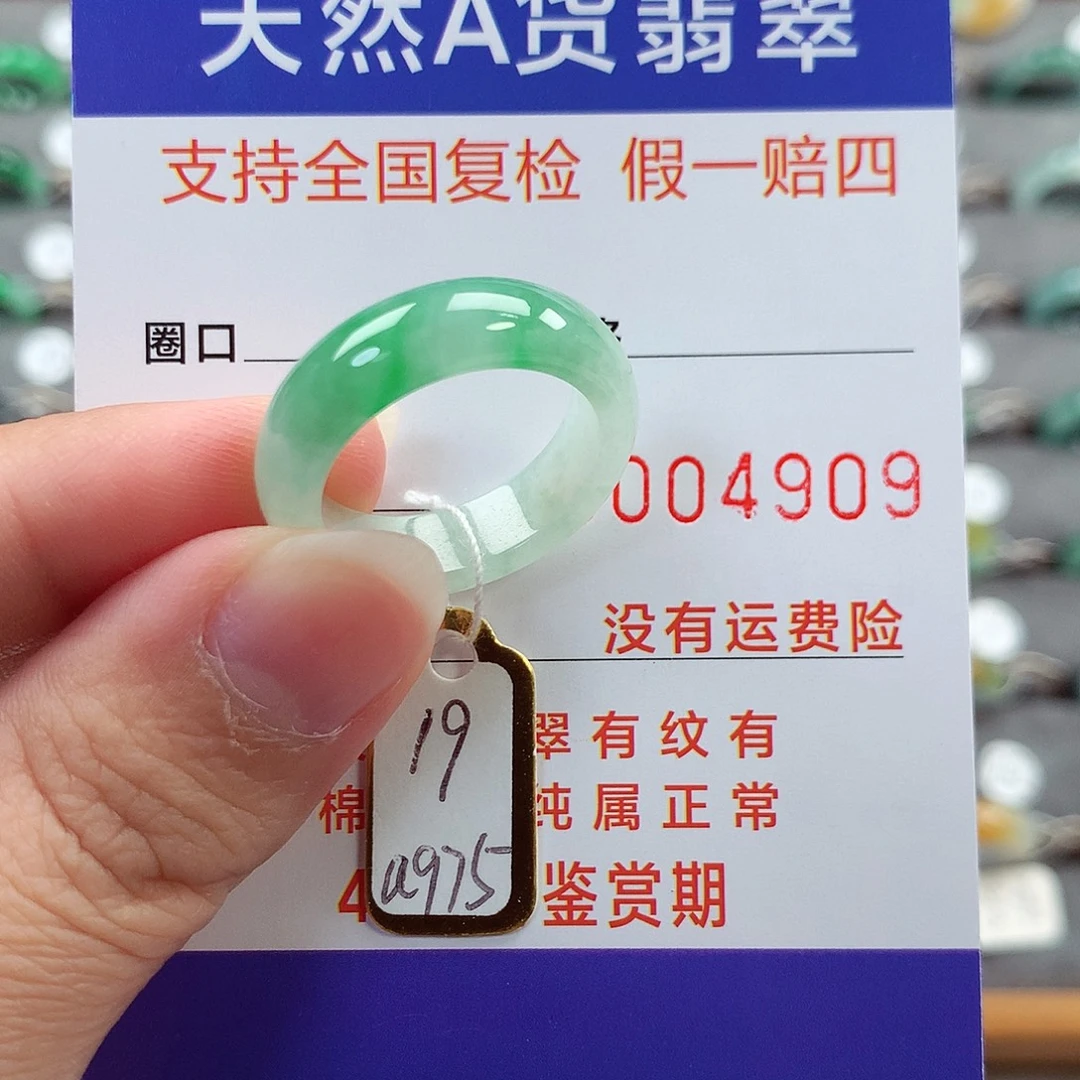 天然A货翡翠
支持全国复检 假一赔四
圈口
004909
没有运费险
翠有纹有
棉 纯属正常
4 鉴赏期
19
a975